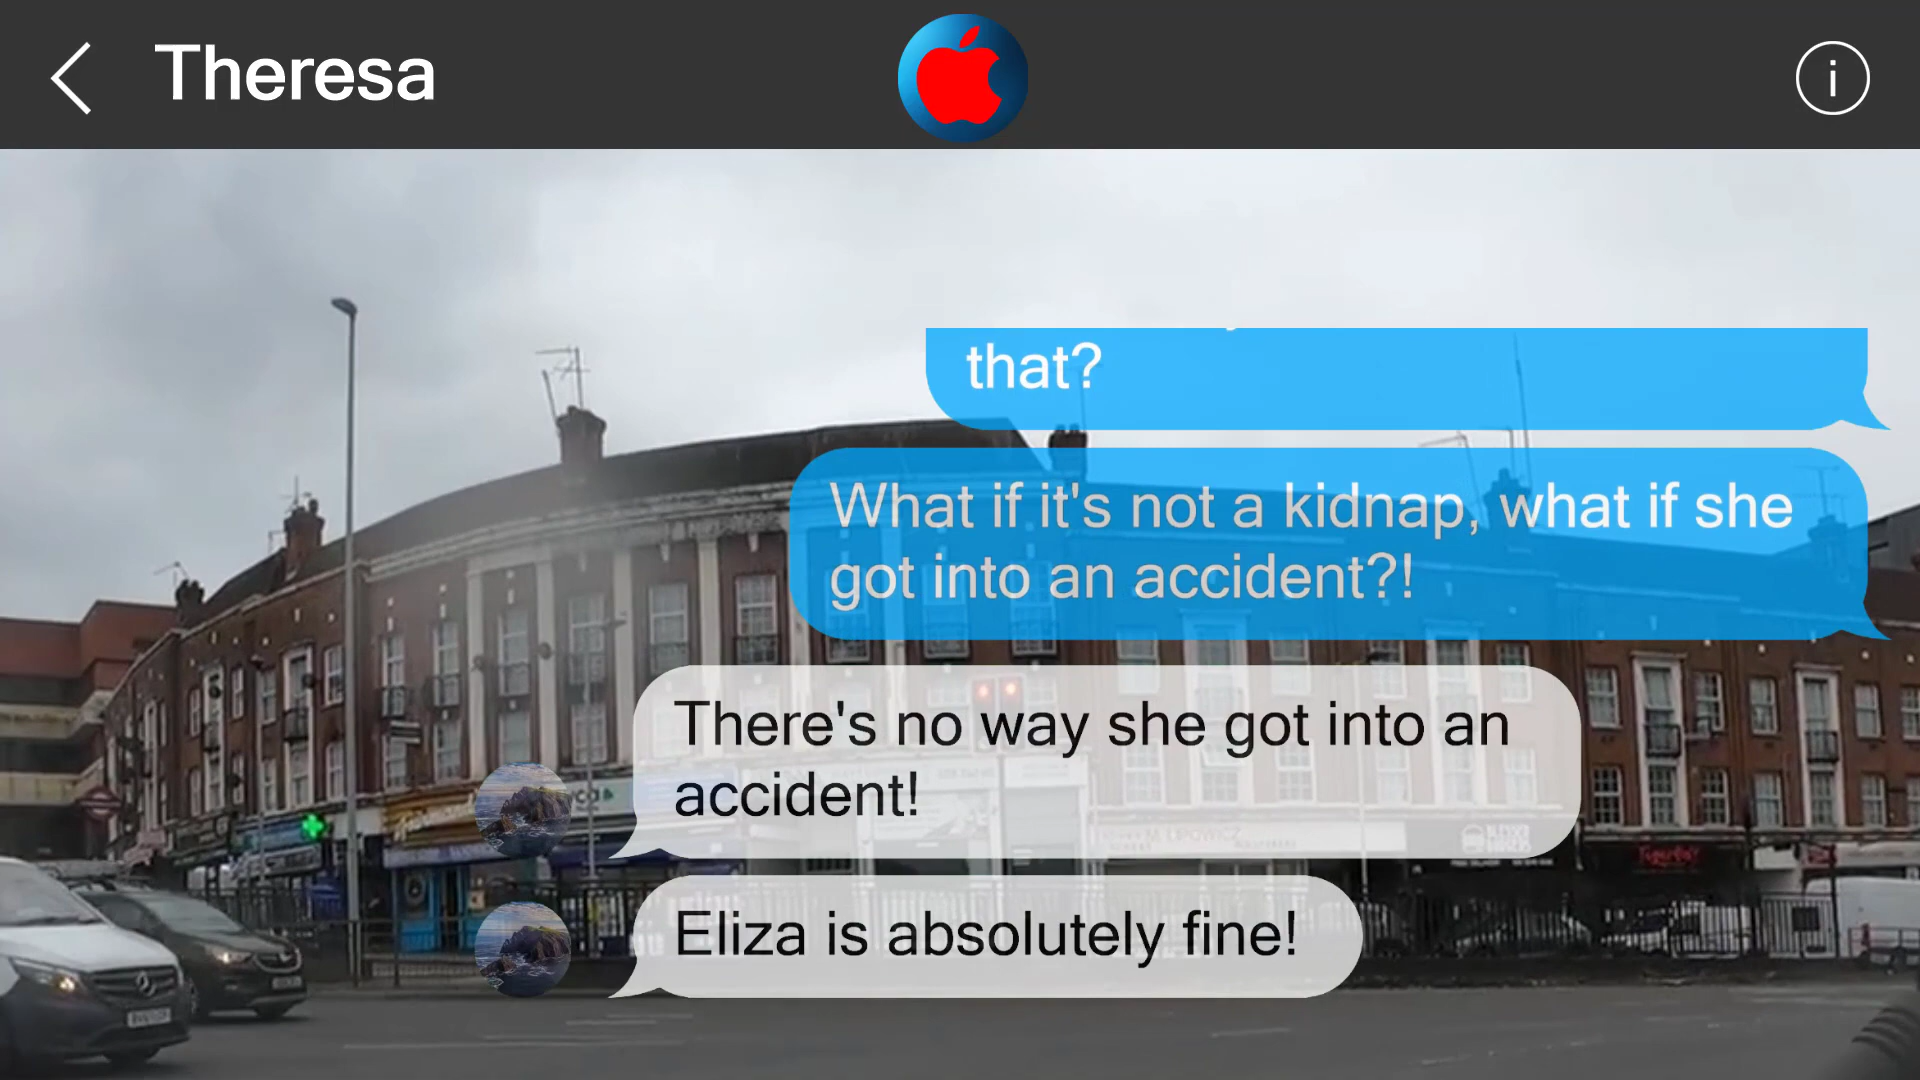 Theresa
i
that?
What if it's not a kidnap, what if she
got into an accident?!
There's no way she got into an
accident!
Eliza is absolutely fine!